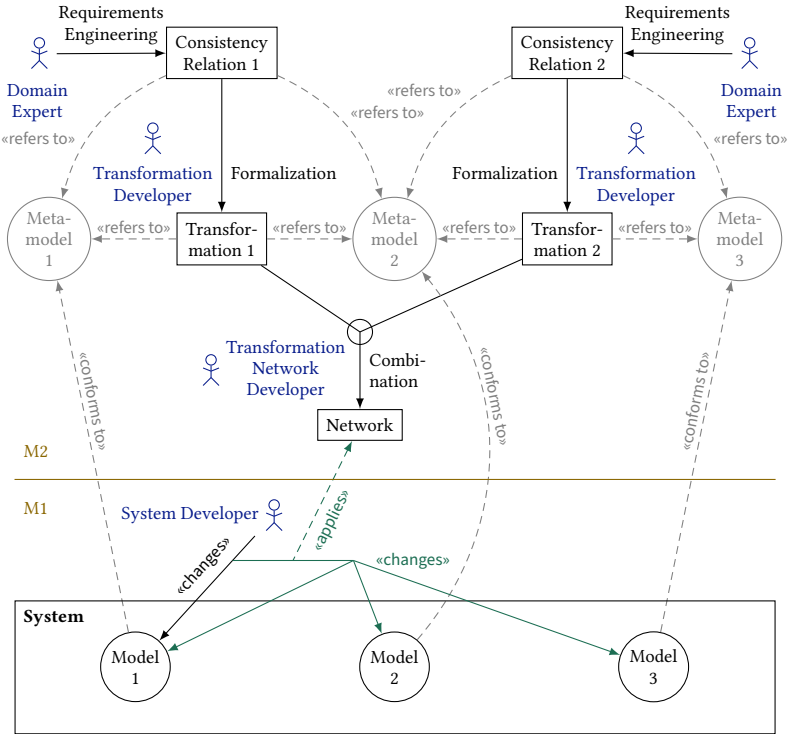 Requirements
Engineering
Requirements
Engineering
Consistency
Relation 1
Consistency
Relation 2
Domain
Expert
Domain
Expert
«refers to»
«refers to»
«refers to»
«refers to»
Transformation
Developer
Formalization
Formalization
Transformation
Developer
Meta-
model
1
«refers to»
Transfor-
mation 1
«refers to»
Meta-
model
2
«refers to»
Transfor-
mation 2
«refers to»
Meta-
model
3
Transformation
Network
Developer
Combi-
nation
«conforms to»
«conforms to»
«conforms to»
Network
M2
M1
System Developer
«applies»
«changes»
«changes»
System
Model
1
Model
2
Model
3